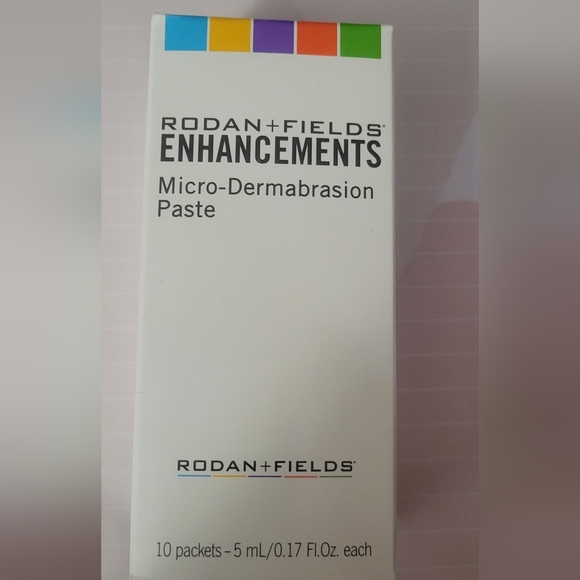 RODAN+FIELDS®
ENHANCEMENTS
Micro-Dermabrasion
Paste
RODAN+FIELDS®
10 packets – 5 mL/0.17 Fl.Oz. each